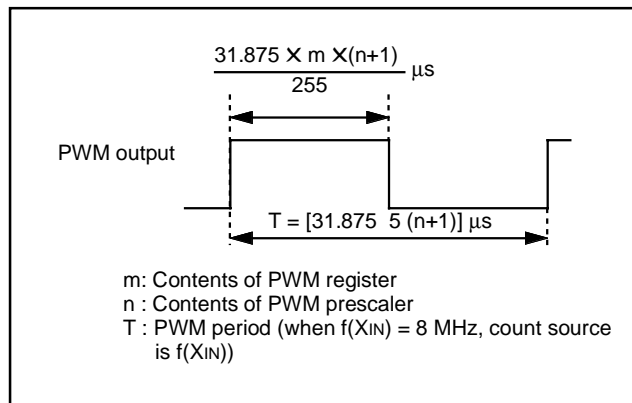 31.875 × m ×(n+1)
255
μs
PWM output
T = [31.875 5 (n+1)] μs
m: Contents of PWM register
n : Contents of PWM prescaler
T : PWM period (when f(XIN) = 8 MHz, count source
is f(XIN))